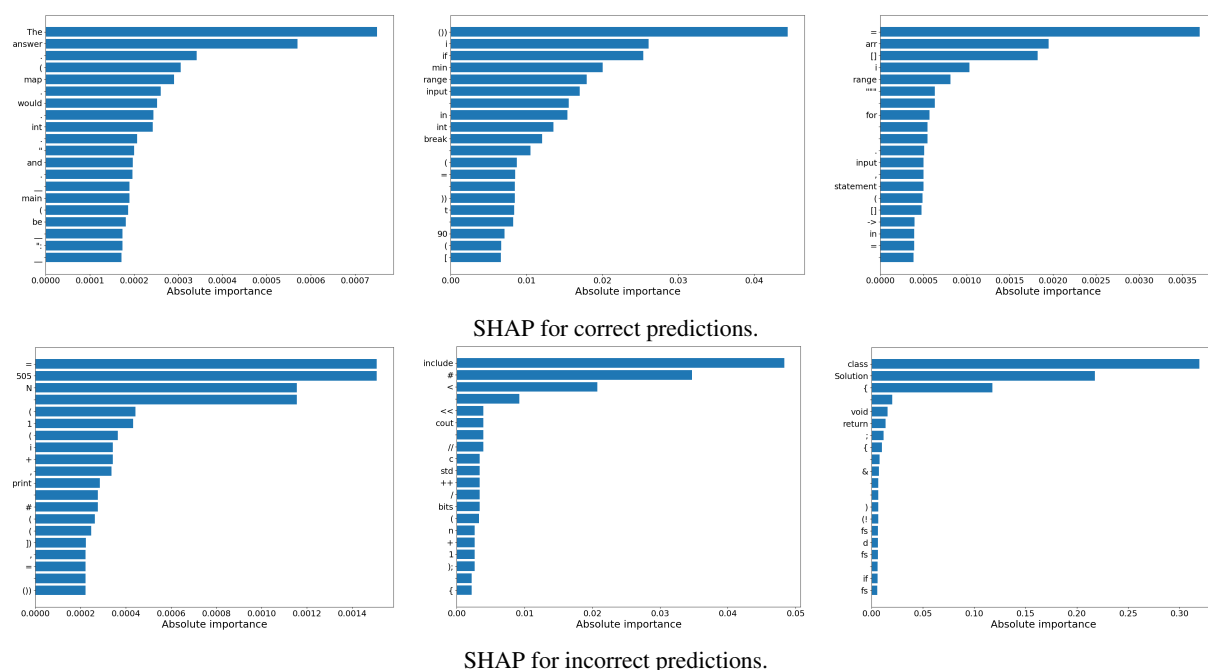 The
answer
.
(
map
.
would
.
int
.
"
and
.
__
main
(
be
__
":
__
0.0000 0.0001 0.0002 0.0003 0.0004 0.0005 0.0006 0.0007
Absolute importance
())
i
if
min
range
input
in
int
break
(
=
))
t
90
(
[
0.00 0.01 0.02 0.03 0.04
Absolute importance
=
arr
[]
i
range
"""
for
.
input
,
statement
(
[]
->
in
=
0.0000 0.0005 0.0010 0.0015 0.0020 0.0025 0.0030 0.0035
Absolute importance
SHAP for correct predictions.
=
505
N
(
1
(
i
+
,
print
#
(
(
])
,
=
())
0.0000 0.0002 0.0004 0.0006 0.0008 0.0010 0.0012 0.0014
Absolute importance
include
#
<
<<
cout
//
c
std
++
/
bits
(
n
+
1
);
{
0.00 0.01 0.02 0.03 0.04 0.05
Absolute importance
class
Solution
{
void
return
;
{
&
)
(!
fs
d
fs
if
fs
0.00 0.05 0.10 0.15 0.20 0.25 0.30
Absolute importance
SHAP for incorrect predictions.